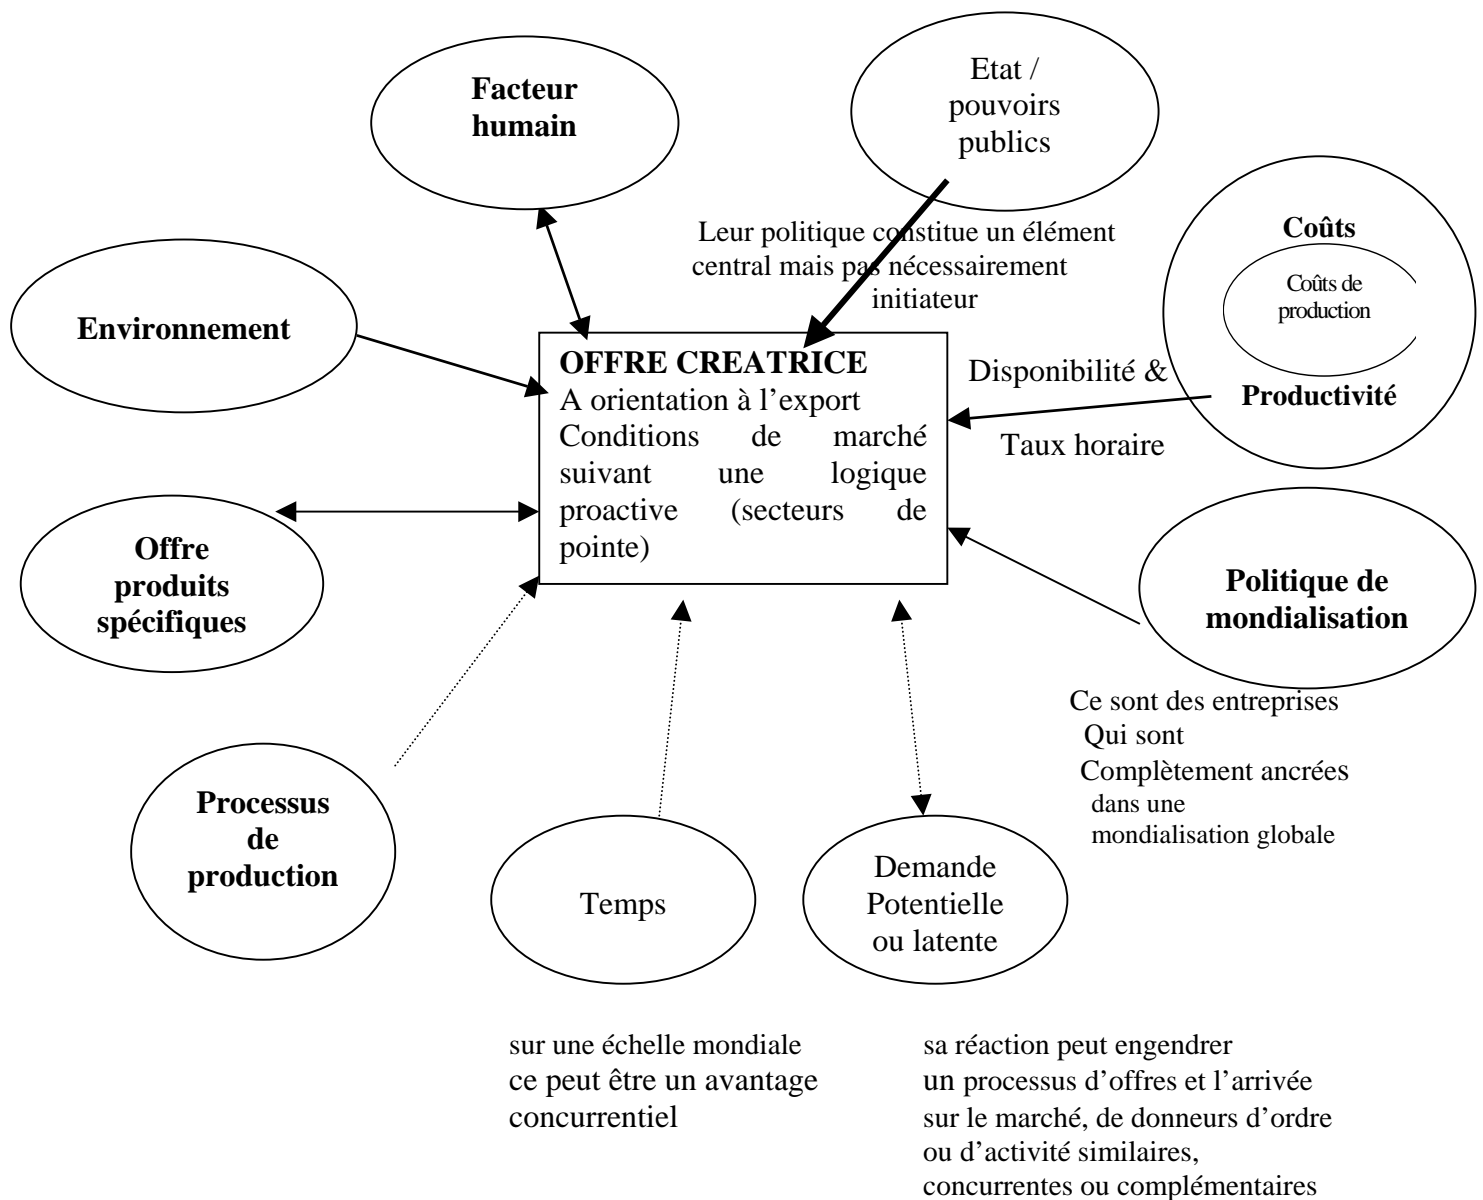 Facteur
humain
Etat /
pouvoirs
publics
Leur politique constitue un élément
central mais pas nécessairement
initiateur
Coûts
Coûts de
production
Productivité
Environnement
OFFRE CREATRICE
A orientation à l’export
Conditions de marché
suivant une logique
proactive (secteurs de
pointe)
Disponibilité &
Taux horaire
Offre
produits
spécifiques
Politique de
mondialisation
Ce sont des entreprises
Qui sont
Complètement ancrées
dans une
mondialisation globale
Processus
de
production
Temps
Demande
Potentielle
ou latente
sur une échelle mondiale
ce peut être un avantage
concurrentiel
sa réaction peut engendrer
un processus d’offres et l’arrivée
sur le marché, de donneurs d’ordre
ou d’activité similaires,
concurrentes ou complémentaires